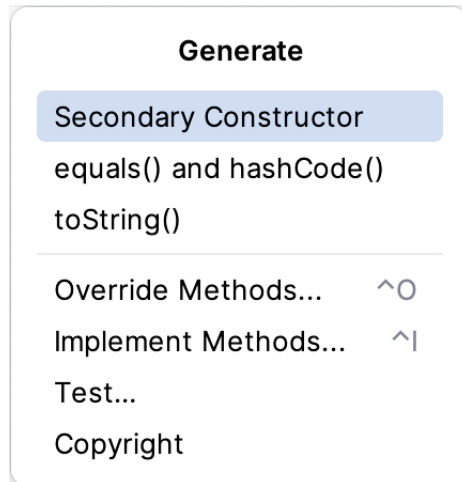 Generate
Secondary Constructor
equals() and hashCode()
toString()
Override Methods... ^O
Implement Methods... ^I
Test...
Copyright